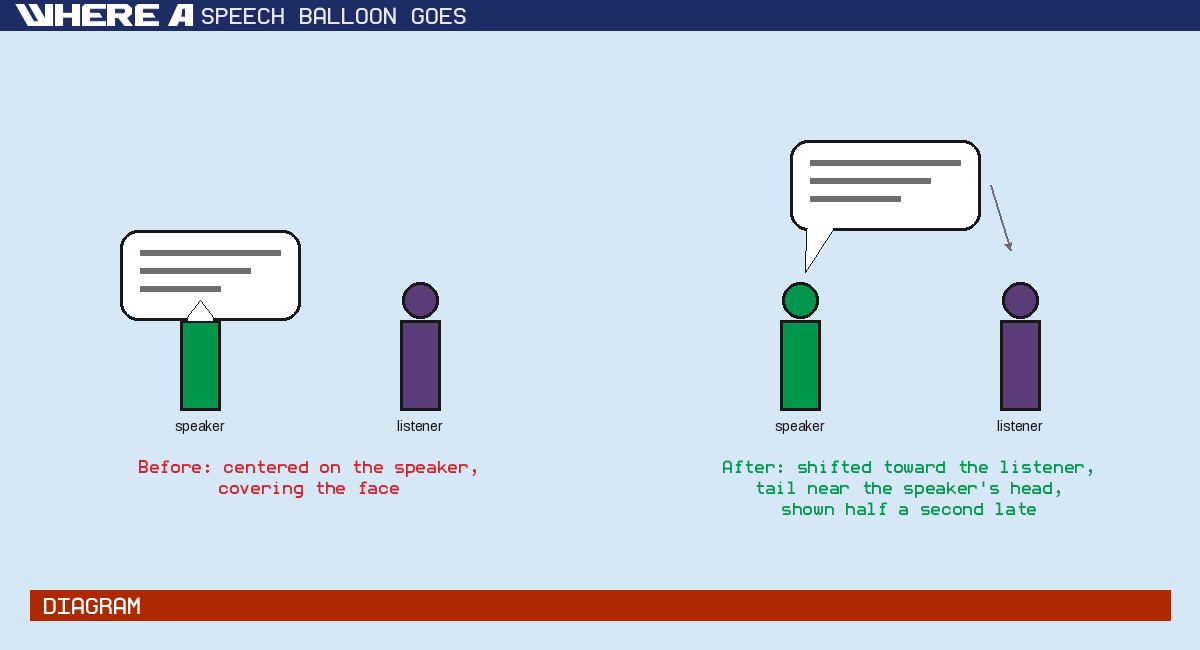 WHERE A SPEECH BALLOON GOES
speaker
listener
Before: centered on the speaker,
covering the face
speaker
listener
After: shifted toward the listener,
tail near the speaker's head,
shown half a second late
DIAGRAM